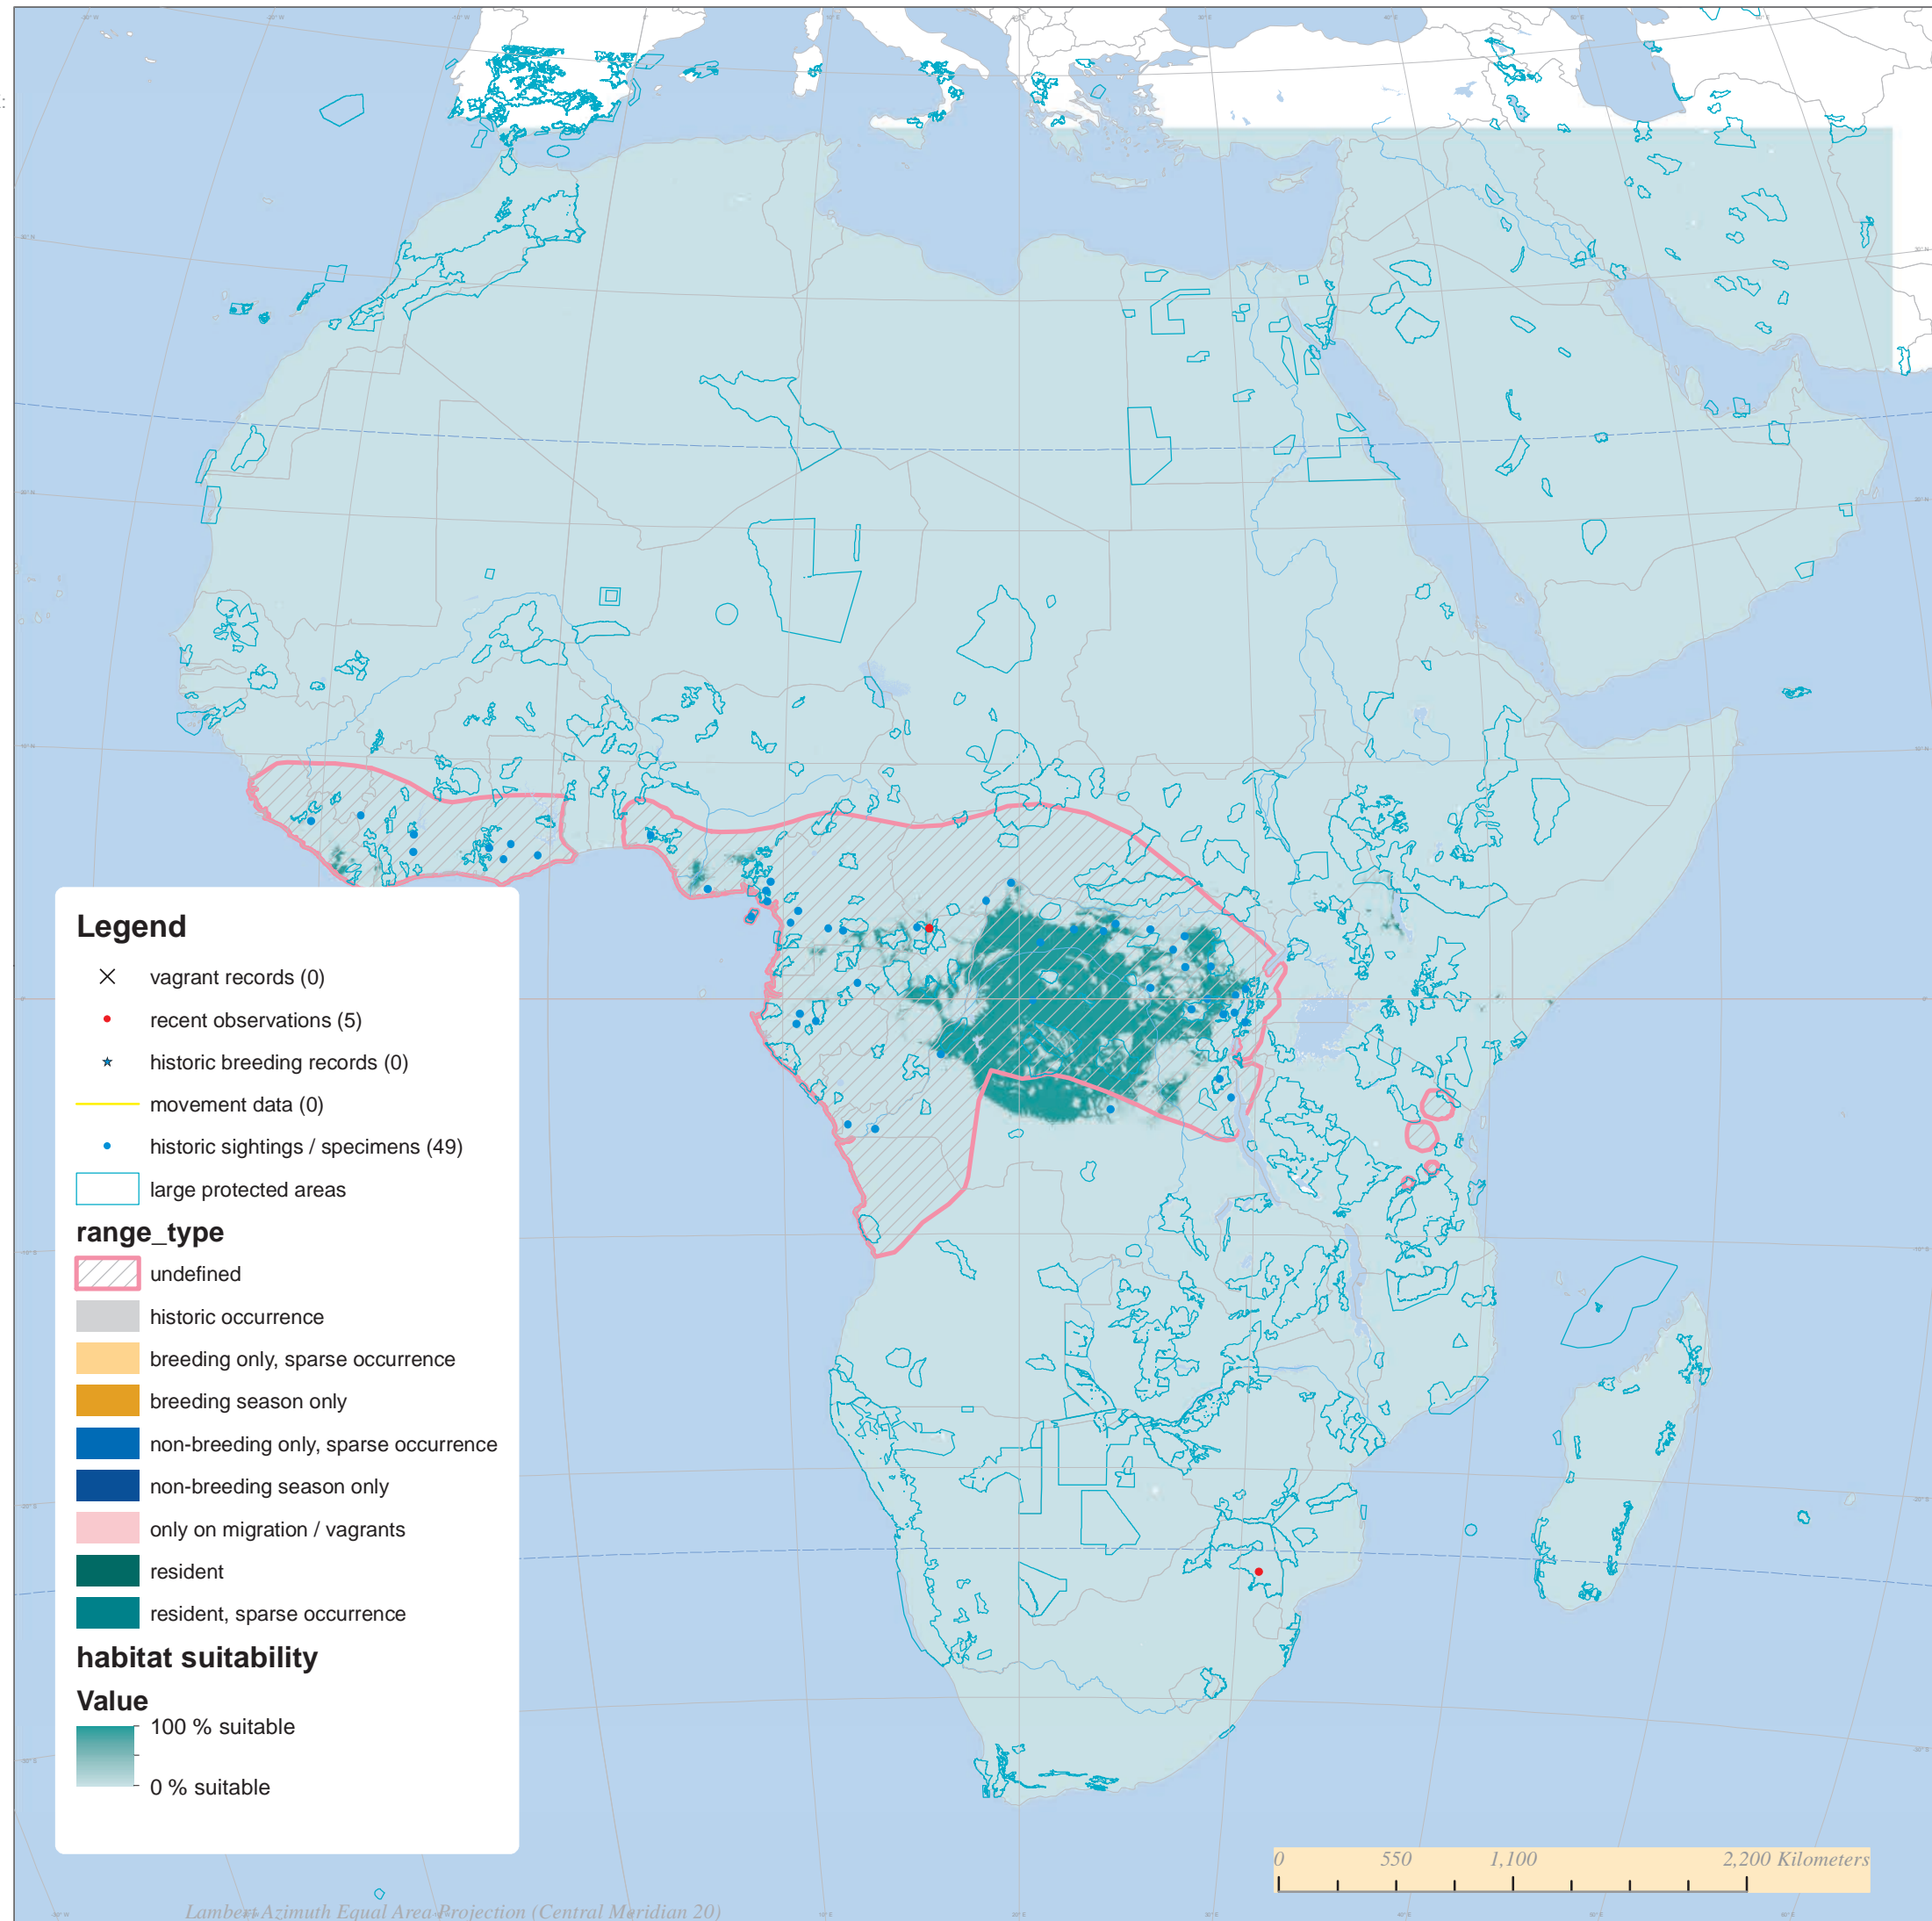 Legend
vagrant records (0)
recent observations (5)
historic breeding records (0)
movement data (0)
historic sightings / specimens (49)
large protected areas
range_type
undefined
historic occurrence
breeding only, sparse occurrence
breeding season only
non-breeding only, sparse occurrence
non-breeding season only
only on migration / vagrants
resident
resident, sparse occurrence
habitat suitability
Value
100 % suitable
0 % suitable
0 550 1,100 2,200 Kilometers
Lambert Azimuth Equal Area Projection (Central Meridian 20)